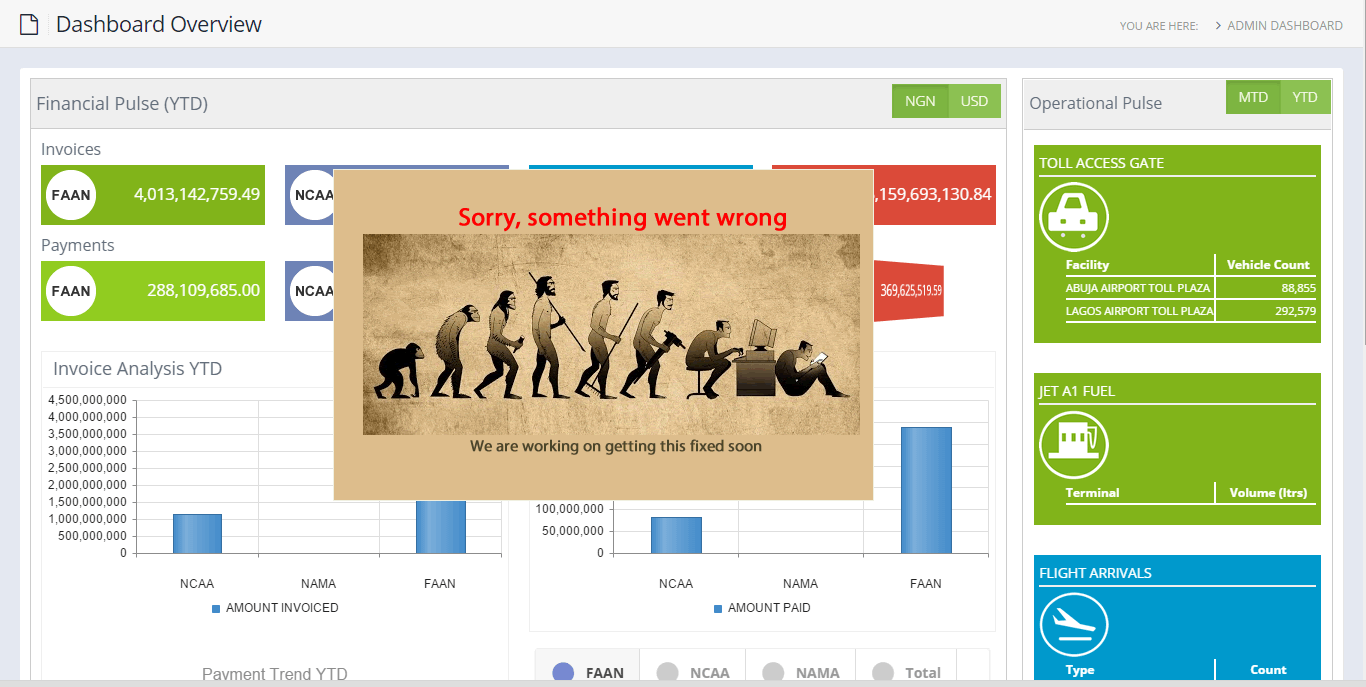 Dashboard Overview
YOU ARE HERE: > ADMIN DASHBOARD
Financial Pulse (YTD)
NGN USD
Operational Pulse
MTD YTD
Invoices
FAAN 4,013,142,759.49
NCAA
,159,693,130.84
Payments
FAAN 288,109,685.00
NCAA
369,625,519.59
Sorry, something went wrong
We are working on getting this fixed soon
Invoice Analysis YTD
4,500,000,000
4,000,000,000
3,500,000,000
3,000,000,000
2,500,000,000
2,000,000,000
1,500,000,000
1,000,000,000
500,000,000
0
NCAA NAMA FAAN
AMOUNT INVOICED
100,000,000
50,000,000
0
NCAA NAMA FAAN
AMOUNT PAID
Payment Trend YTD
FAAN NCAA NAMA Total
TOLL ACCESS GATE
Facility Vehicle Count
ABUJA AIRPORT TOLL PLAZA 88,855
LAGOS AIRPORT TOLL PLAZA 292,579
JET A1 FUEL
Terminal Volume (ltrs)
FLIGHT ARRIVALS
Type Count